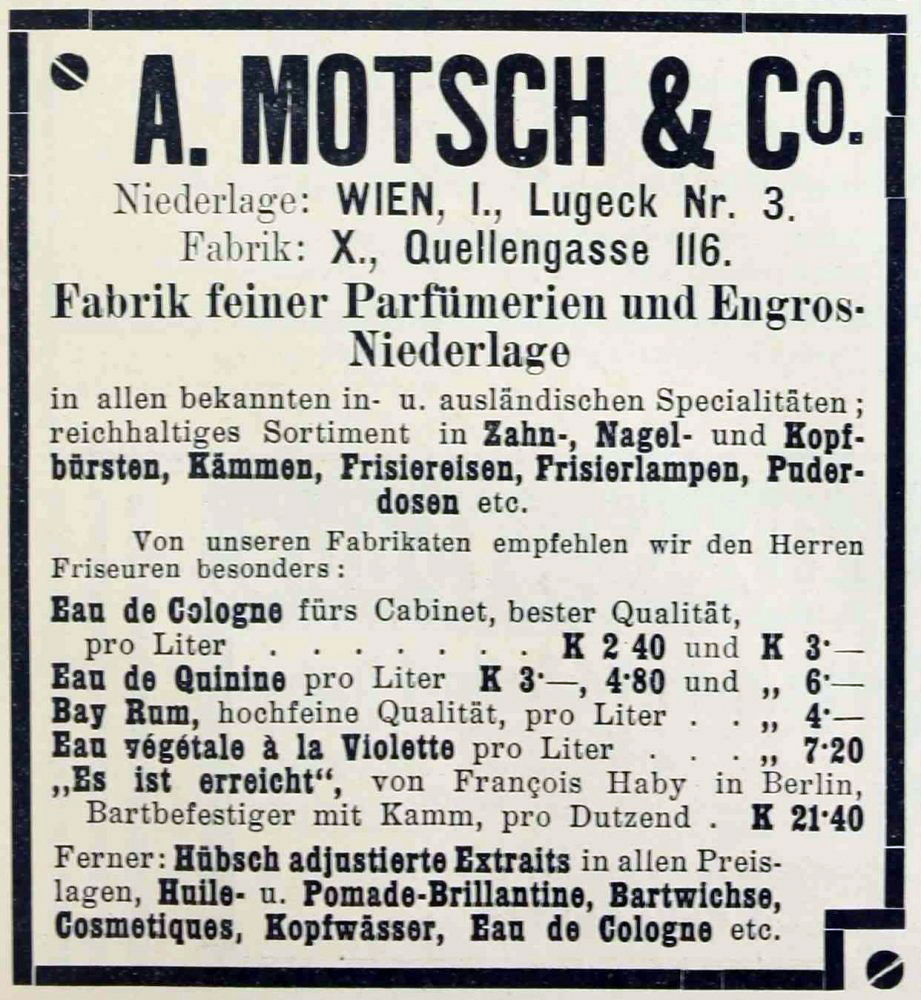 A. MOTSCH & Co.
Niederlage: WIEN, I., Lugeck Nr. 3.
Fabrik: X., Quellengasse 116.
Fabrik feiner Parfümerien und Engros-
Niederlage
in allen bekannten in- u. ausländischen Specialitäten;
reichhaltiges Sortiment in Zahn-, Nagel- und Kopf-
bürsten, Kämmen, Frisiereisen, Frisierlampen, Puder-
dosen etc.
Von unseren Fabrikaten empfehlen wir den Herren
Friseuren besonders:
Eau de Cologne fürs Cabinet, bester Qualität,
pro Liter . . . . . . . K 2 40 und K 3·—
Eau de Quinine pro Liter K 3·—, 4·80 und „ 6·—
Bay Rum, hochfeine Qualität, pro Liter . . „ 4·—
Eau végétale à la Violette pro Liter . . . „ 7·20
„Es ist erreicht“, von François Haby in Berlin,
Bartbefestiger mit Kamm, pro Dutzend . K 21·40
Ferner: Hübsch adjustierte Extraits in allen Preis-
lagen, Huile- u. Pomade-Brillantine, Bartwichse,
Cosmetiques, Kopfwässer, Eau de Cologne etc.